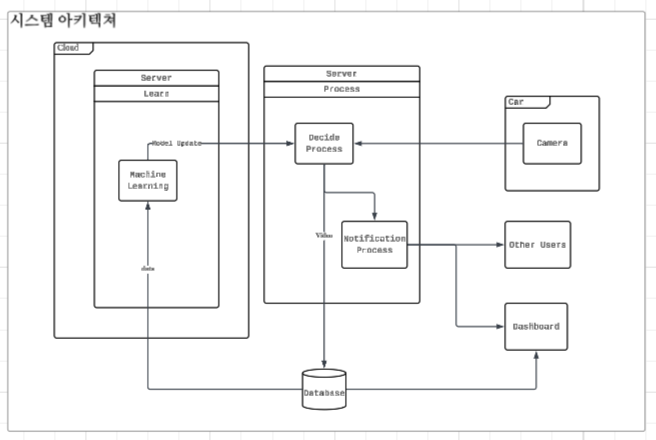 시스템 아키텍쳐
Cloud
Server
Learn
Server
Process
Car
Camera
Decide
Process
Model Update
Machine
Learning
Video
Notification
Process
Other Users
data
Dashboard
Database